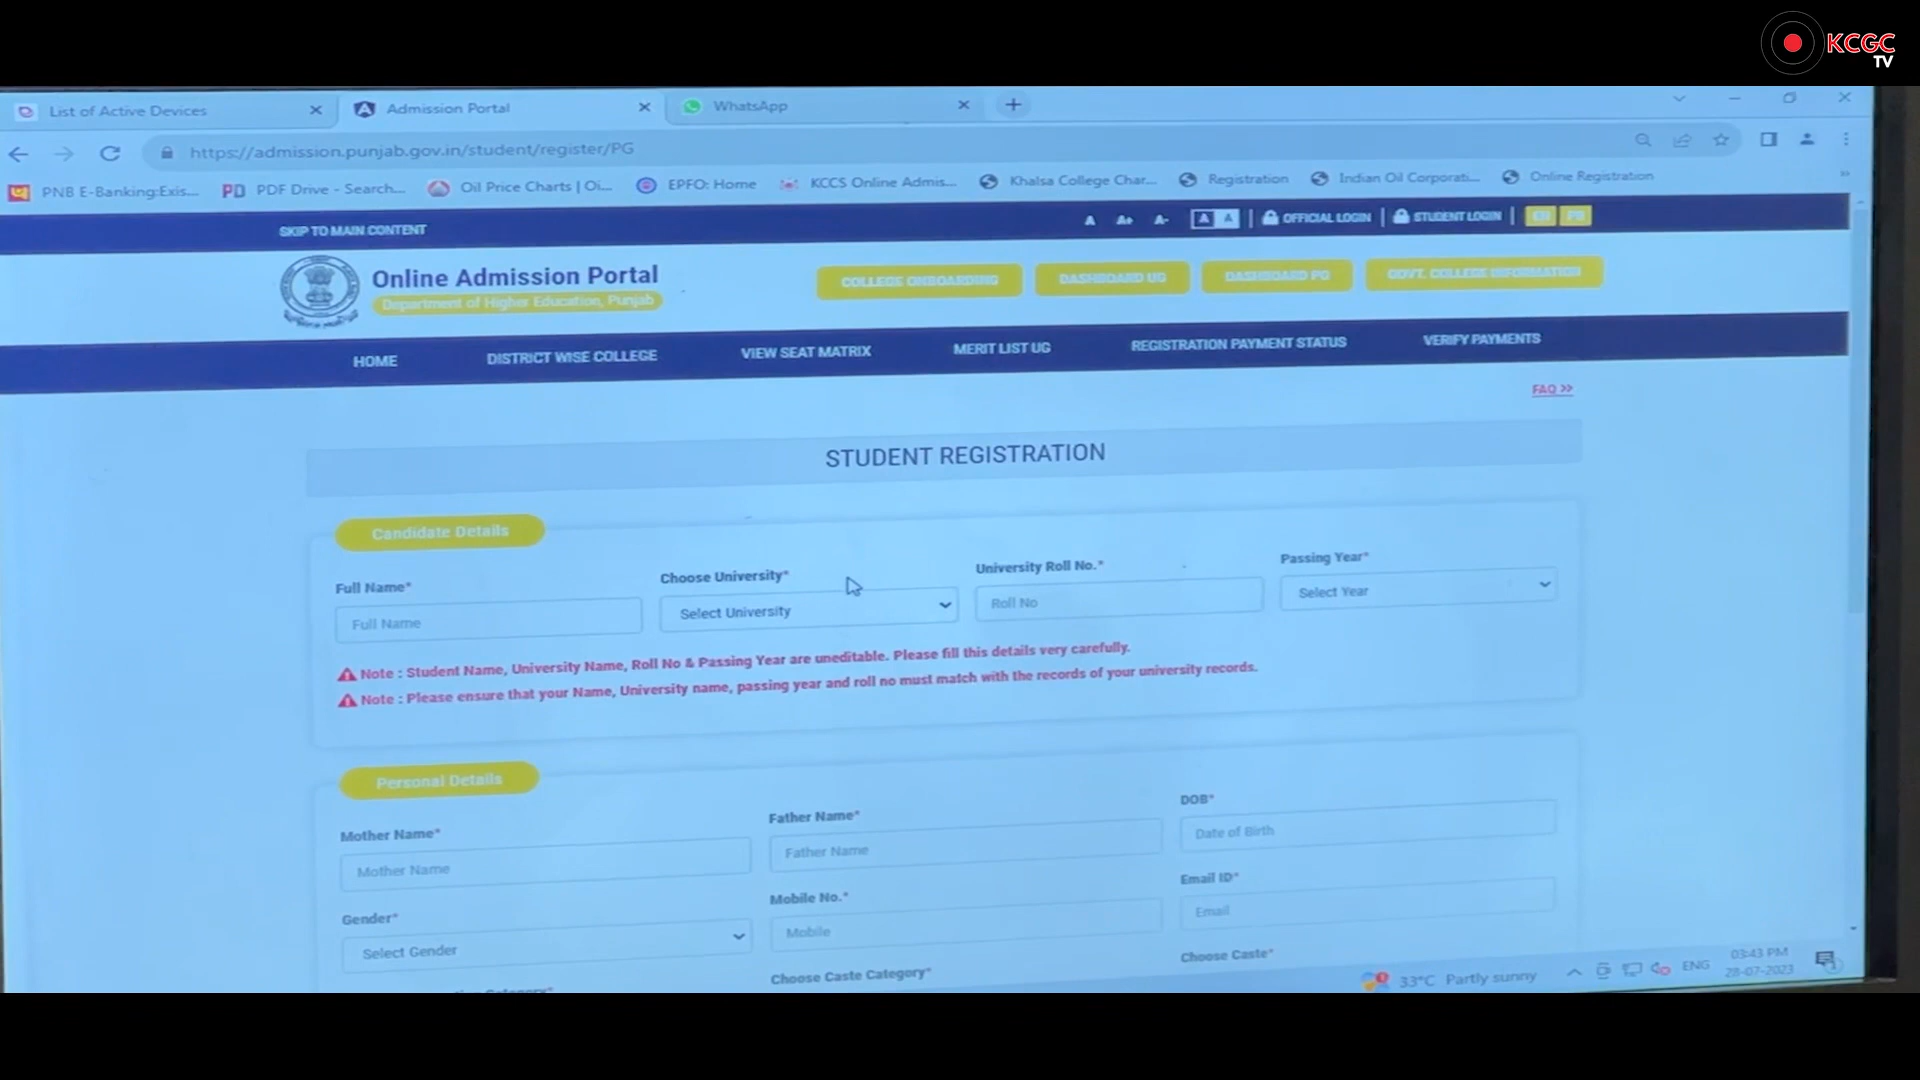 KCGC
TV
List of Active Devices
Admission Portal
WhatsApp
https://admission.punjab.gov.in/student/register/PG
PNB E-Banking:Exis...
PDF Drive - Search...
Oil Price Charts | Oi...
EPFO: Home
KCCS Online Admis...
Khalsa College Char...
Registration
Indian Oil Corporati...
Online Registration
SKIP TO MAIN CONTENT
A A+ A- A A
OFFICIAL LOGIN
STUDENT LOGIN
Online Admission Portal
Department of Higher Education, Punjab
COLLEGE ONBOARDING
DASHBOARD UG
DASHBOARD PG
GOVT. COLLEGE INFORMATION
HOME
DISTRICT WISE COLLEGE
VIEW SEAT MATRIX
MERIT LIST UG
REGISTRATION PAYMENT STATUS
VERIFY PAYMENTS
FAQ >>
STUDENT REGISTRATION
Candidate Details
Full Name*
Choose University*
University Roll No.*
Passing Year*
Full Name
Select University
Roll No
Select Year
Note : Student Name, University Name, Roll No & Passing Year are uneditable. Please fill this details very carefully.
Note : Please ensure that your Name, University name, passing year and roll no must match with the records of your university records.
Personal Details
Mother Name*
Father Name*
DOB*
Mother Name
Father Name
Date of Birth
Gender*
Mobile No.*
Email ID*
Select Gender
Mobile
Email
Choose Caste Category*
Choose Caste*
33°C Partly sunny
ENG
03:43 PM
28-07-2023